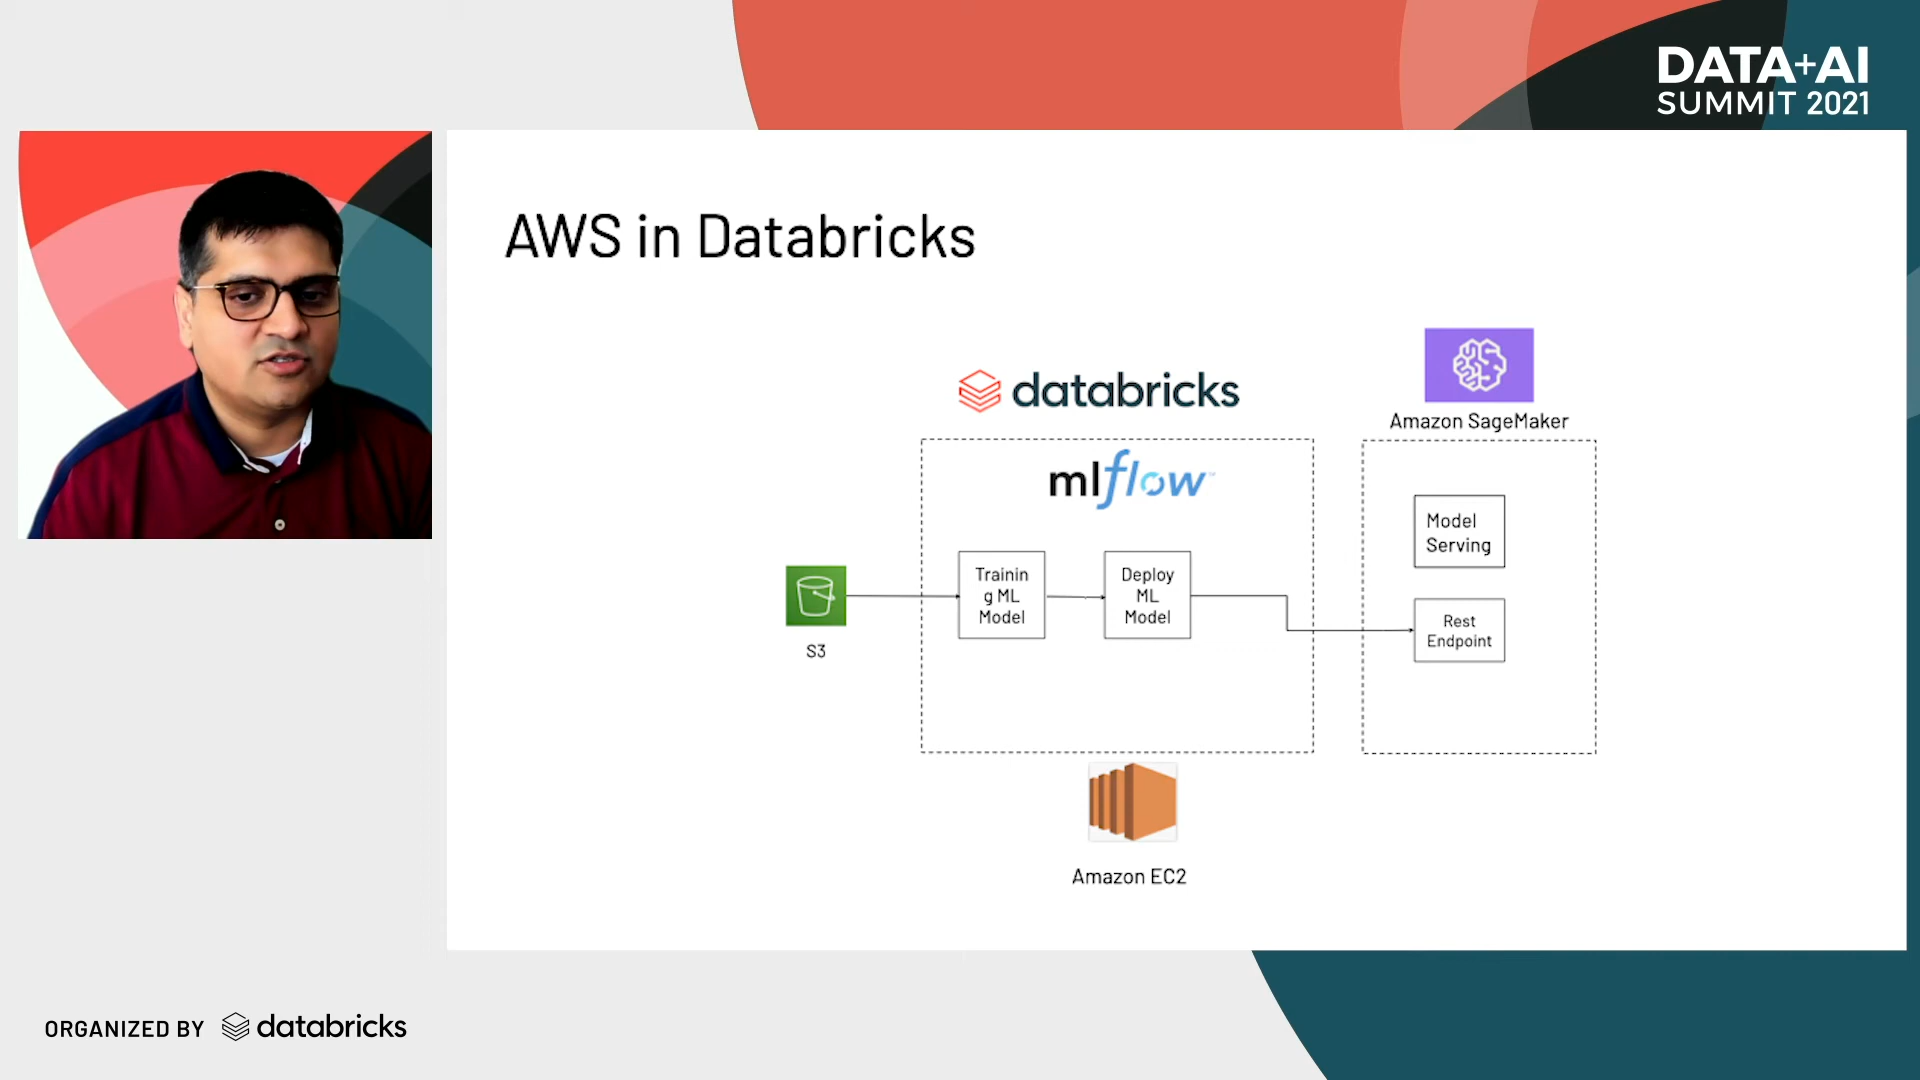 DATA+AI
SUMMIT 2021
AWS in Databricks
databricks
Amazon SageMaker
mlflow™
Model
Serving
Trainin
g ML
Model
Deploy
ML
Model
Rest
Endpoint
S3
Amazon EC2
ORGANIZED BY databricks